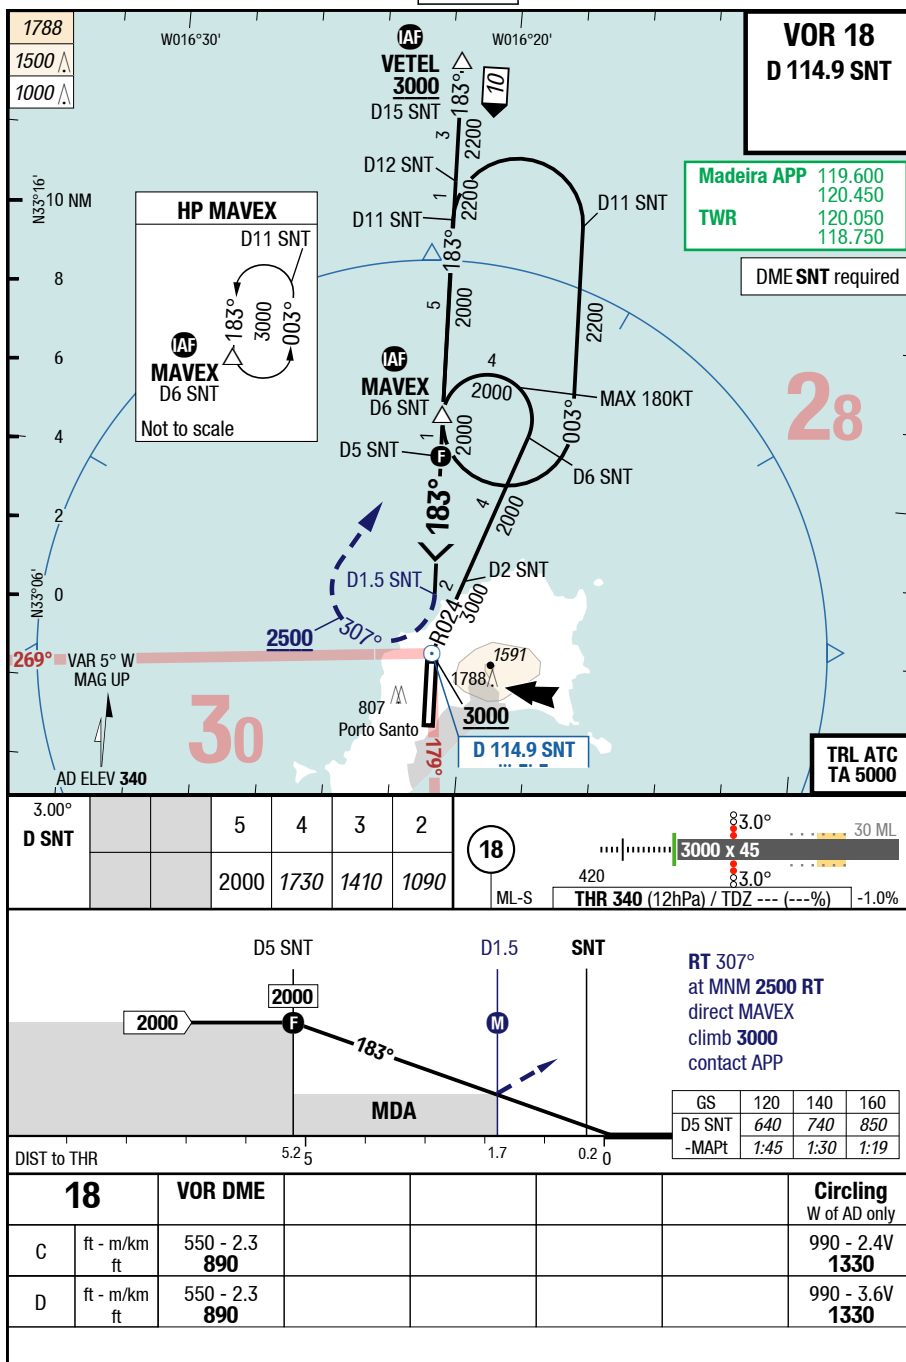 1788
1500
1000
W016°30'
W016°20'
VOR 18
D 114.9 SNT
IAF
VETEL
3000
D15 SNT
183°
10
3
2200
D12 SNT
1
2200
D11 SNT
183°
D11 SNT
Madeira APP 119.600
120.450
TWR 120.050
118.750
DME SNT required
N33°16'
10 NM
8
6
4
2
0
N33°06'
HP MAVEX
D11 SNT
183°
3000
003°
IAF
MAVEX
D6 SNT
Not to scale
5
2000
2200
IAF
MAVEX
D6 SNT
4
2000
MAX 180KT
003°
28
D5 SNT
1
2000
F
D6 SNT
183°
4
2000
D1.5 SNT
2
D2 SNT
3000
R024
2500
307°
269°
VAR 5° W
MAG UP
1591
1788
807
Porto Santo
3000
30
179°
D 114.9 SNT
AD ELEV 340
TRL ATC
TA 5000
3.00°
D SNT
5 4 3 2
2000 1730 1410 1090
18
ML-S
420
3.0°
30 ML
3000 x 45
3.0°
THR 340 (12hPa) / TDZ --- (---%) -1.0%
D5 SNT D1.5 SNT
2000
2000
F
M
183°
MDA
RT 307°
at MNM 2500 RT
direct MAVEX
climb 3000
contact APP
GS 120 140 160
D5 SNT 640 740 850
-MAPt 1:45 1:30 1:19
DIST to THR 5.2 5 1.7 0.2 0
18 VOR DME Circling
W of AD only
C ft - m/km 550 - 2.3 990 - 2.4V
ft 890 1330
D ft - m/km 550 - 2.3 990 - 3.6V
ft 890 1330